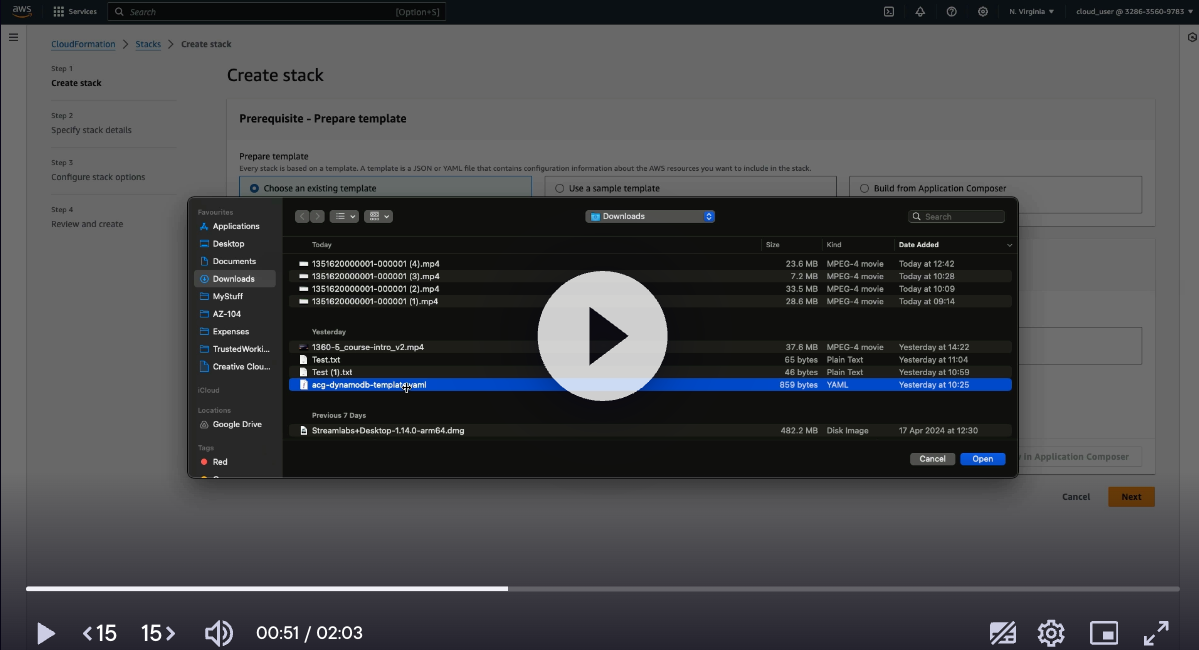 aws
Services
Search
[Option+S]
N. Virginia
cloud_user @ 3286-3560-9783
CloudFormation
Stacks
Create stack
Step 1
Create stack
Step 2
Specify stack details
Step 3
Configure stack options
Step 4
Review and create
Create stack
Prerequisite - Prepare template
Prepare template
Every stack is based on a template. A template is a JSON or YAML file that contains configuration information about the AWS resources you want to include in the stack.
Choose an existing template
Use a sample template
Build from Application Composer
Favourites
Applications
Desktop
Documents
Downloads
MyStuff
AZ-104
Expenses
TrustedWorki...
Creative Clou...
iCloud
Locations
Google Drive
Tags
Red
Downloads
Search
Today
Size
Kind
Date Added
1351620000001-000001 (4).mp4
23.6 MB
MPEG-4 movie
Today at 12:42
1351620000001-000001 (3).mp4
7.2 MB
MPEG-4 movie
Today at 10:28
1351620000001-000001 (2).mp4
33.5 MB
MPEG-4 movie
Today at 10:09
1351620000001-000001 (1).mp4
28.6 MB
MPEG-4 movie
Today at 09:14
Yesterday
1360-5_course-intro_v2.mp4
37.6 MB
MPEG-4 movie
Yesterday at 14:22
Test.txt
65 bytes
Plain Text
Yesterday at 11:04
Test (1).txt
46 bytes
Plain Text
Yesterday at 10:59
acg-dynamodb-template.yaml
859 bytes
YAML
Yesterday at 10:25
Previous 7 Days
Streamlabs+Desktop-1.14.0-arm64.dmg
482.2 MB
Disk Image
17 Apr 2024 at 12:30
Cancel
Open
in Application Composer
Cancel
Next
15
15
00:51 / 02:03